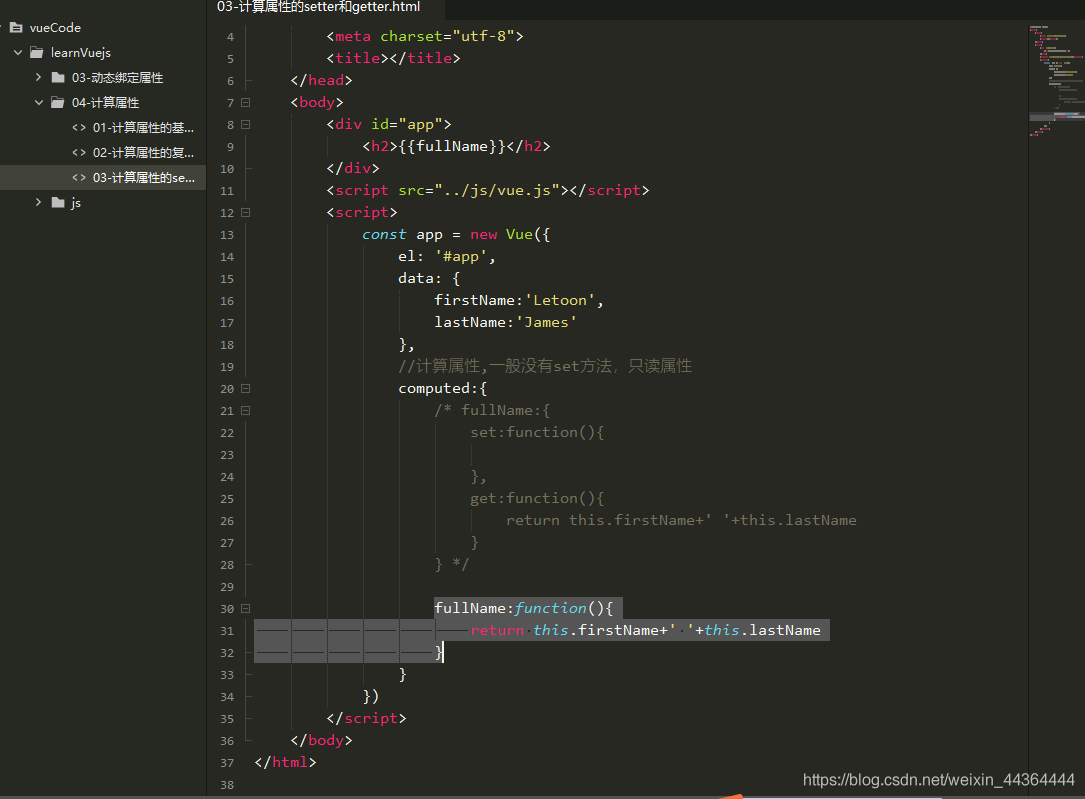 03-计算属性的setter和getter.html
vueCode
learnVuejs
03-动态绑定属性
04-计算属性
<> 01-计算属性的基...
<> 02-计算属性的复...
<> 03-计算属性的se...
js
4 <meta charset="utf-8">
5 <title></title>
6 </head>
7 <body>
8 <div id="app">
9 <h2>{{fullName}}</h2>
10 </div>
11 <script src="../js/vue.js"></script>
12 <script>
13 const app = new Vue({
14 el: '#app',
15 data: {
16 firstName:'Letoon',
17 lastName:'James'
18 },
19 //计算属性,一般没有set方法，只读属性
20 computed:{
21 /* fullName:{
22 set:function(){
23
24 },
25 get:function(){
26 return this.firstName+' '+this.lastName
27 }
28 } */
29
30 fullName:function(){
31 return this.firstName+' '+this.lastName
32 }
33 }
34 })
35 </script>
36 </body>
37 </html>
38
https://blog.csdn.net/weixin_44364444